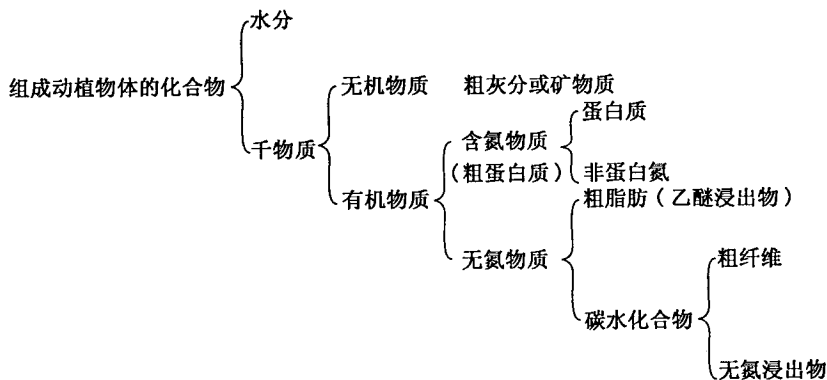 水分
组成动植物体的化合物
无机物质 粗灰分或矿物质
蛋白质
含氮物质
干物质
(粗蛋白质)
非蛋白氮
有机物质
粗脂肪(乙醚浸出物)
无氮物质
粗纤维
碳水化合物
无氮浸出物